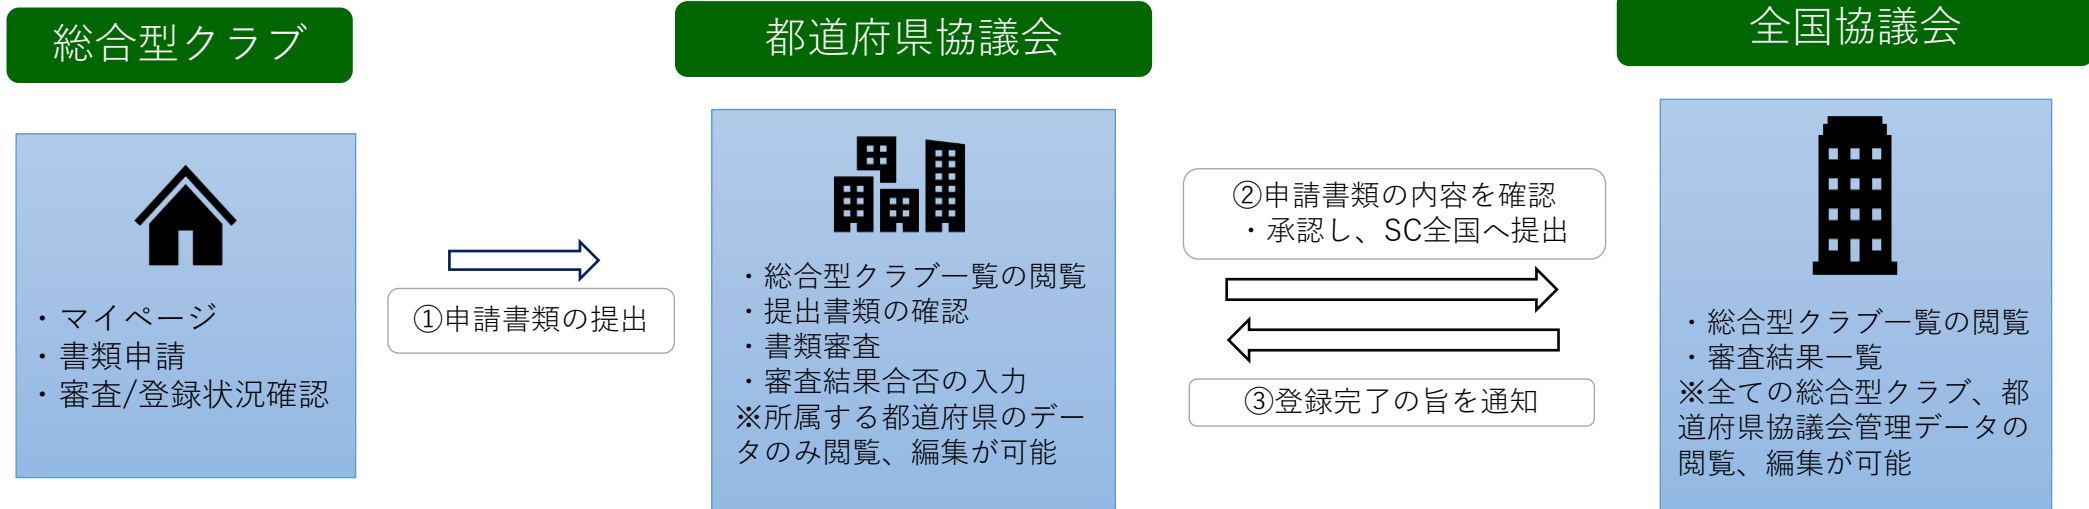 総合型クラブ
都道府県協議会
全国協議会
・マイページ
・書類申請
・審査/登録状況確認
①申請書類の提出
・総合型クラブ一覧の閲覧
・提出書類の確認
・書類審査
・審査結果合否の入力
※所属する都道府県のデー
タのみ閲覧、編集が可能
②申請書類の内容を確認
・承認し、SC全国へ提出
③登録完了の旨を通知
・総合型クラブ一覧の閲覧
・審査結果一覧
※全ての総合型クラブ、都
道府県協議会管理データの
閲覧、編集が可能